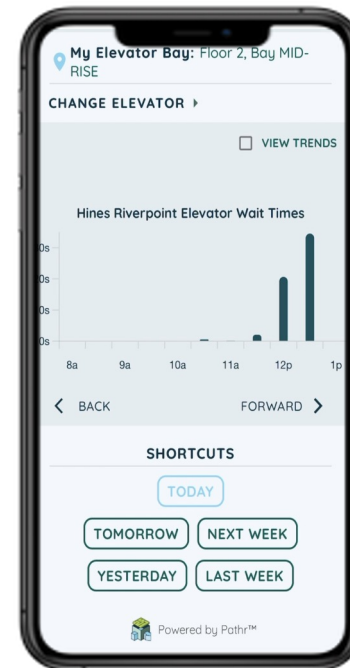 My Elevator Bay: Floor 2, Bay MID-
RISE
CHANGE ELEVATOR
VIEW TRENDS
Hines Riverpoint Elevator Wait Times
0s
0s
0s
0s
8a 9a 10a 11a 12p 1p
BACK FORWARD
SHORTCUTS
TODAY
TOMORROW NEXT WEEK
YESTERDAY LAST WEEK
Powered by Pathr™